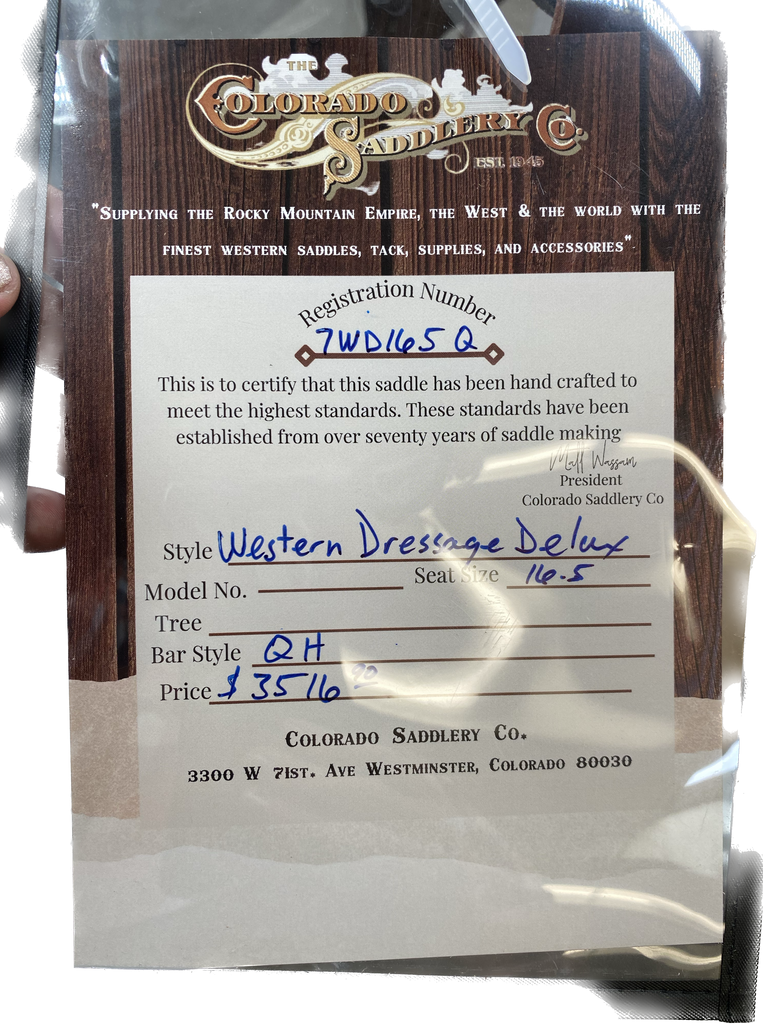 THE
COLORADO
SADDLERY CO.
EST. 1945
"SUPPLYING THE ROCKY MOUNTAIN EMPIRE, THE WEST & THE WORLD WITH THE
FINEST WESTERN SADDLES, TACK, SUPPLIES, AND ACCESSORIES"
Registration Number
7WD165 Q
This is to certify that this saddle has been hand crafted to
meet the highest standards. These standards have been
established from over seventy years of saddle making
Matt Wassam
President
Colorado Saddlery Co
Style Western Dressage Delux
Model No.
Seat Size 16-5
Tree
Bar Style QH
Price $3516
COLORADO SADDLERY CO.
3300 W 71ST. AVE WESTMINSTER, COLORADO 80030